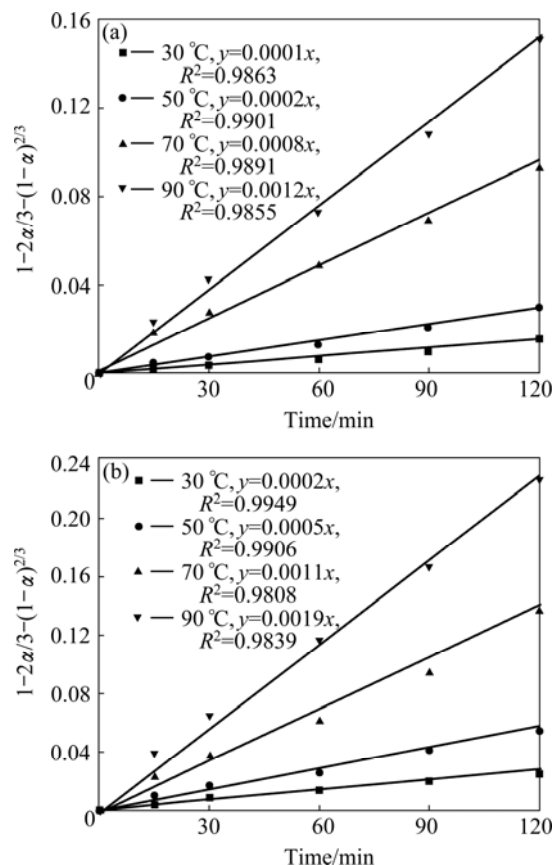 (a)
0.16
0.12
0.08
0.04
0
30 °C, y=0.0001x,
R²=0.9863
50 °C, y=0.0002x,
R²=0.9901
70 °C, y=0.0008x,
R²=0.9891
90 °C, y=0.0012x,
R²=0.9855
1−2α/3−(1−α)^{2/3}
30
60
90
120
Time/min
(b)
0.24
0.20
0.16
0.12
0.08
0.04
0
30 °C, y=0.0002x,
R²=0.9949
50 °C, y=0.0005x,
R²=0.9906
70 °C, y=0.0011x,
R²=0.9808
90 °C, y=0.0019x,
R²=0.9839
1−2α/3−(1−α)^{2/3}
30
60
90
120
Time/min